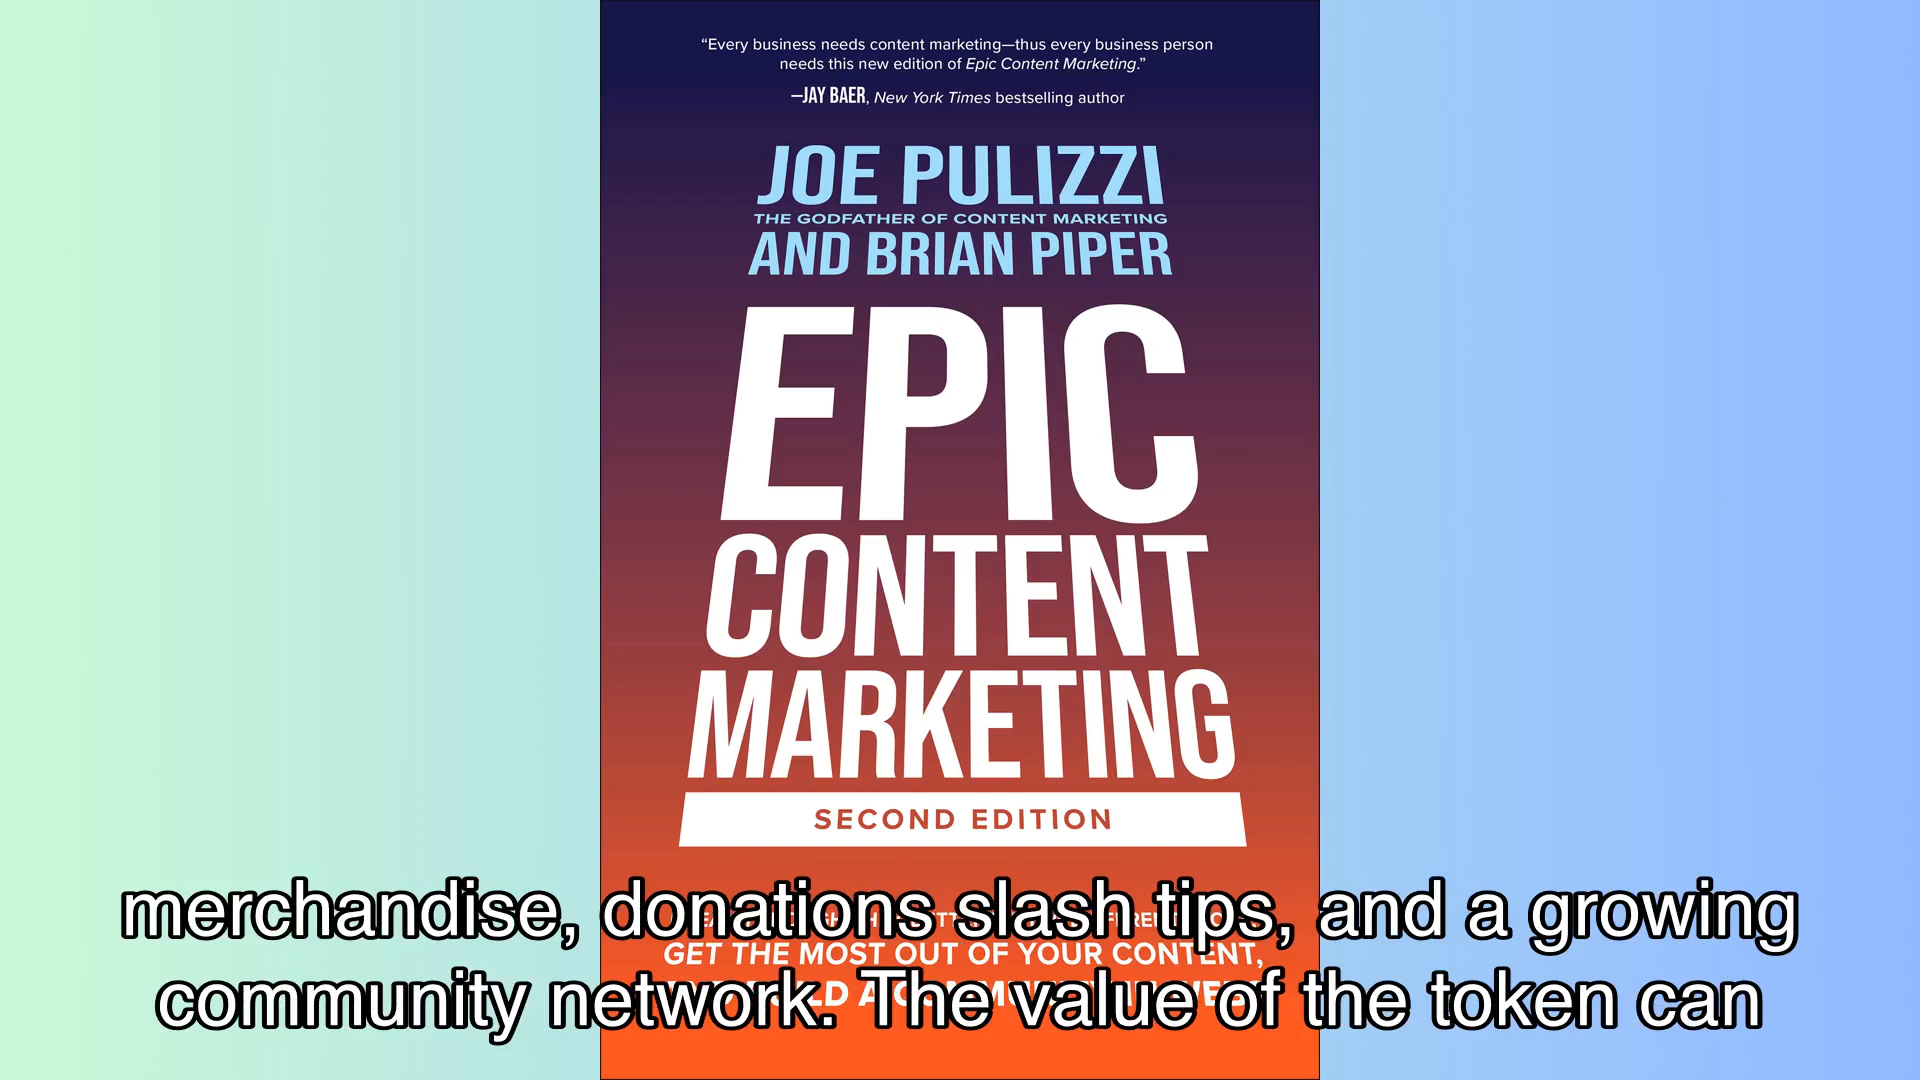 “Every business needs content marketing—thus every business person
needs this new edition of Epic Content Marketing.”
—JAY BAER, New York Times bestselling author
JOE PULIZZI
THE GODFATHER OF CONTENT MARKETING
AND BRIAN PIPER
EPIC
CONTENT
MARKETING
SECOND EDITION
merchandise, donations slash tips, and a growing
GET THE MOST OUT OF YOUR CONTENT,
community network. The value of the token can